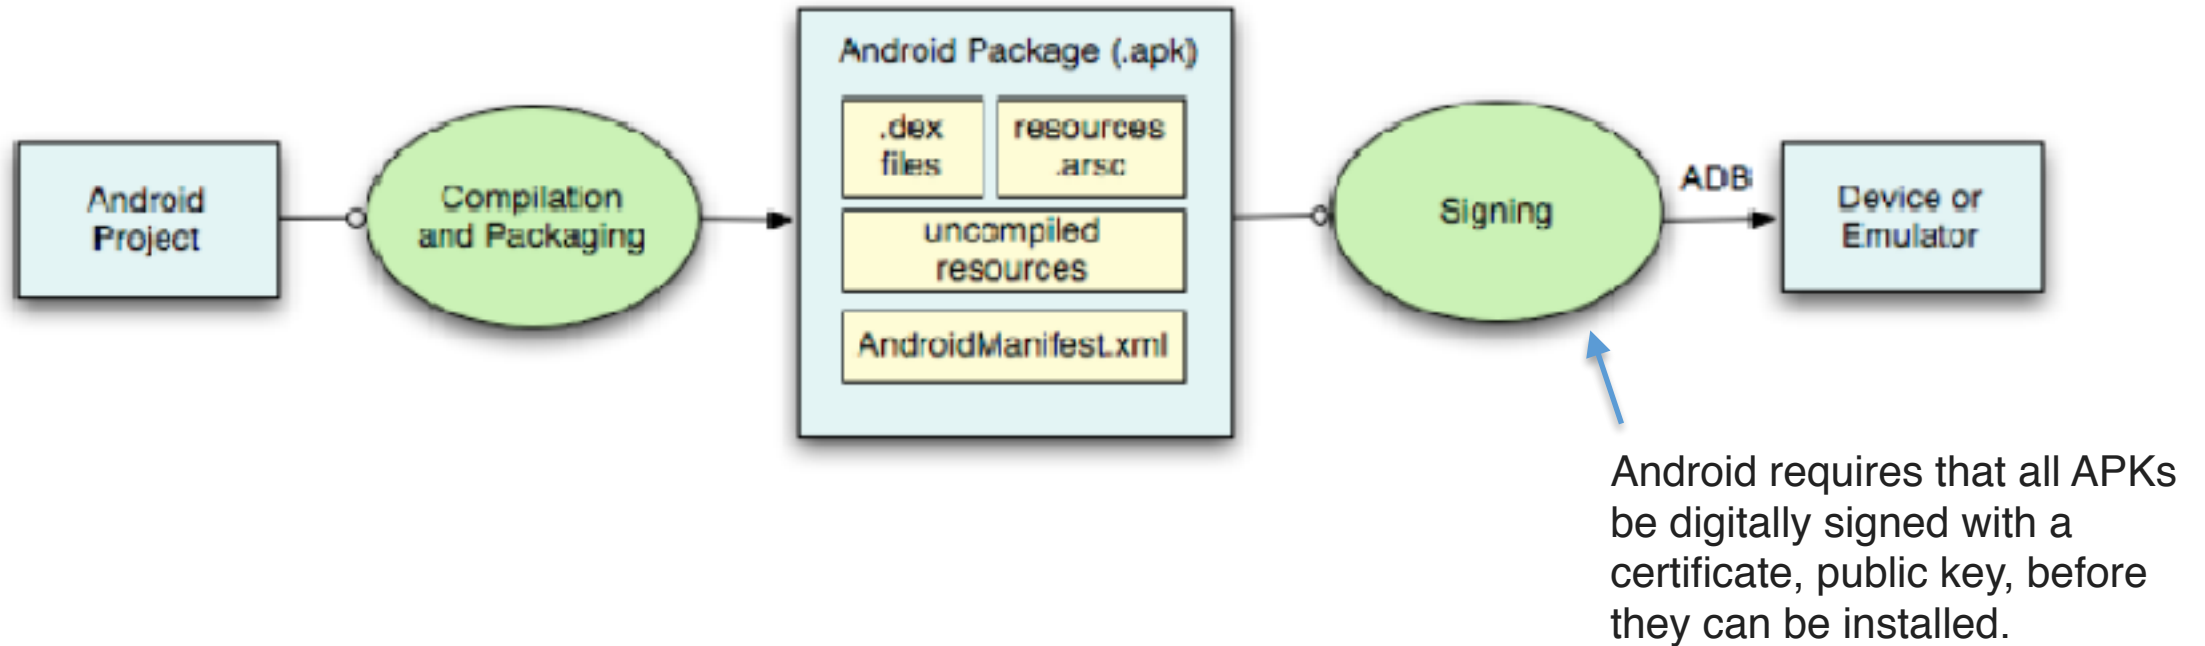 Android
Project
Compilation
and Packaging
Android Package (.apk)
.dex
files
resources
.arsc
uncompiled
resources
AndroidManifest.xml
Signing
ADB
Device or
Emulator
Android requires that all APKs
be digitally signed with a
certificate, public key, before
they can be installed.